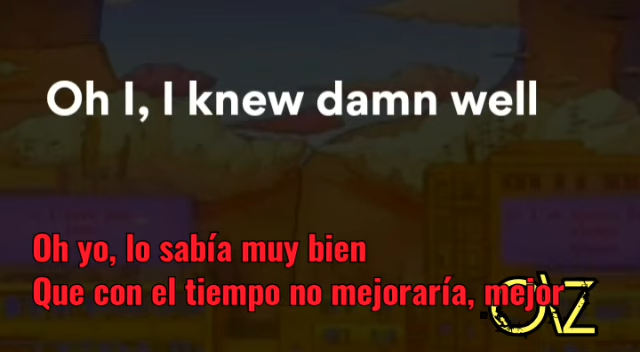 Oh I, I knew damn well
Oh yo, lo sabía muy bien
Que con el tiempo no mejoraría, mejor